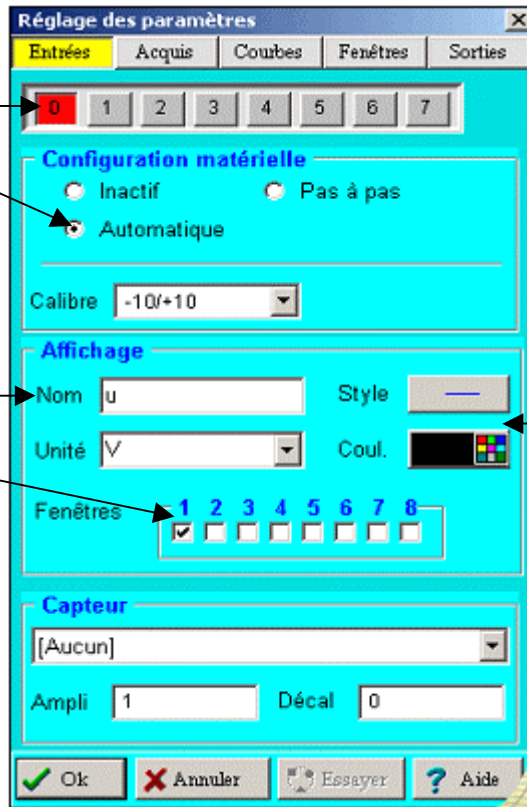 Réglage des paramètres
Entrées Acquis Courbes Fenêtres Sorties
0 1 2 3 4 5 6 7
Configuration matérielle
Inactif Pas à pas
Automatique
Calibre -10/+10
Affichage
Nom u Style
Unité V Coul.
Fenêtres 1 2 3 4 5 6 7 8
Capteur
[Aucun]
Ampli 1 Décal 0
Ok Annuler Essayer ? Aide